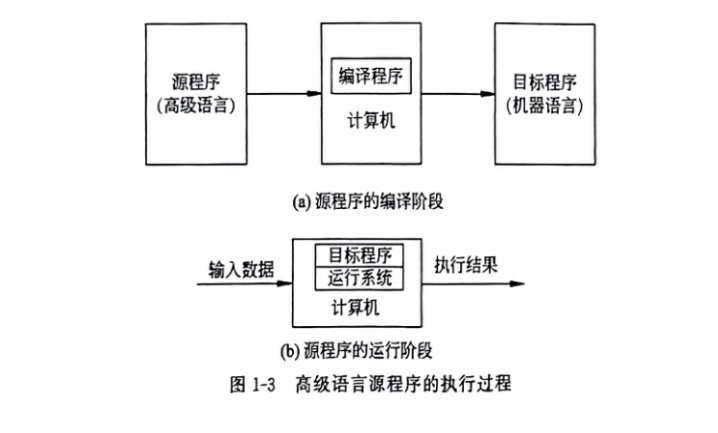 源程序
(高级语言)
编译程序
计算机
目标程序
(机器语言)
(a) 源程序的编译阶段
输入数据
目标程序
运行系统
计算机
执行结果
(b) 源程序的运行阶段
图 1-3 高级语言源程序的执行过程